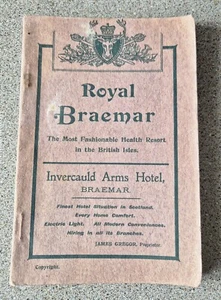 Royal
Braemar
The Most Fashionable Health Resort
in the British Isles.
Invercauld Arms Hotel,
BRAEMAR.
Finest Hotel Situation in Scotland.
Every Home Comfort.
Electric Light. All Modern Conveniences.
Hiring in all its Branches.
JAMES GREGOR, Proprietor.
Copyright.